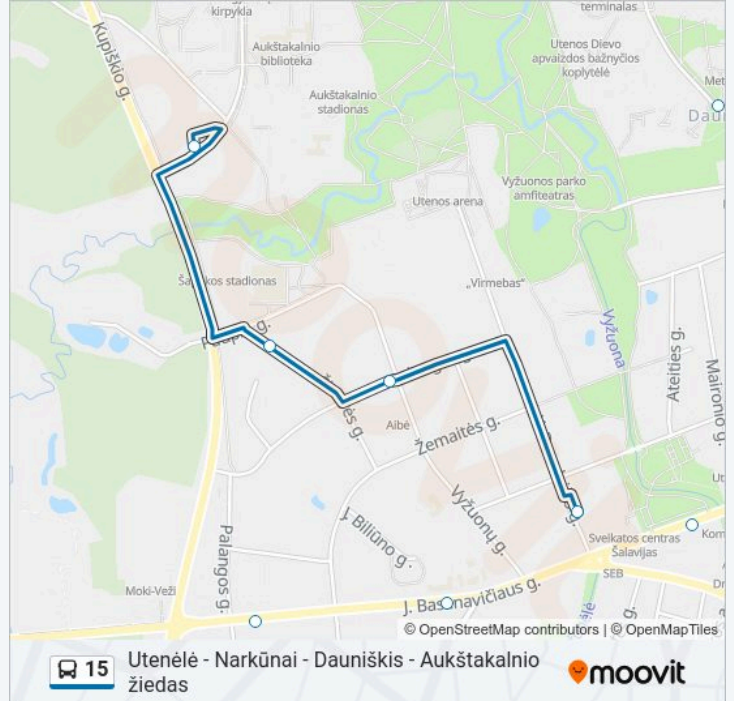 kirpykla
terminalas
Kupiškio g.
Aukštakalnio
biblioteka
Utenos Dievo
apvaizdos bažnyčios
koplytėlė
Aukštakalnio
stadionas
Vyžuonos parko
amfiteatras
Utenos arena
stadionas
„Virmebas“
Vyžuona
Ateities g.
Maironio g.
Aibė
Žemaitės g.
Vyžuonų g.
J. Biliūno g.
Palangos g.
Sveikatos centras
Šalavijas
SEB
Moki-Veži
J. Basanavičiaus g.
© OpenStreetMap contributors | © OpenMapTiles
15
Utenėlė - Narkūnai - Dauniškis - Aukštakalnio
žiedas
moovit